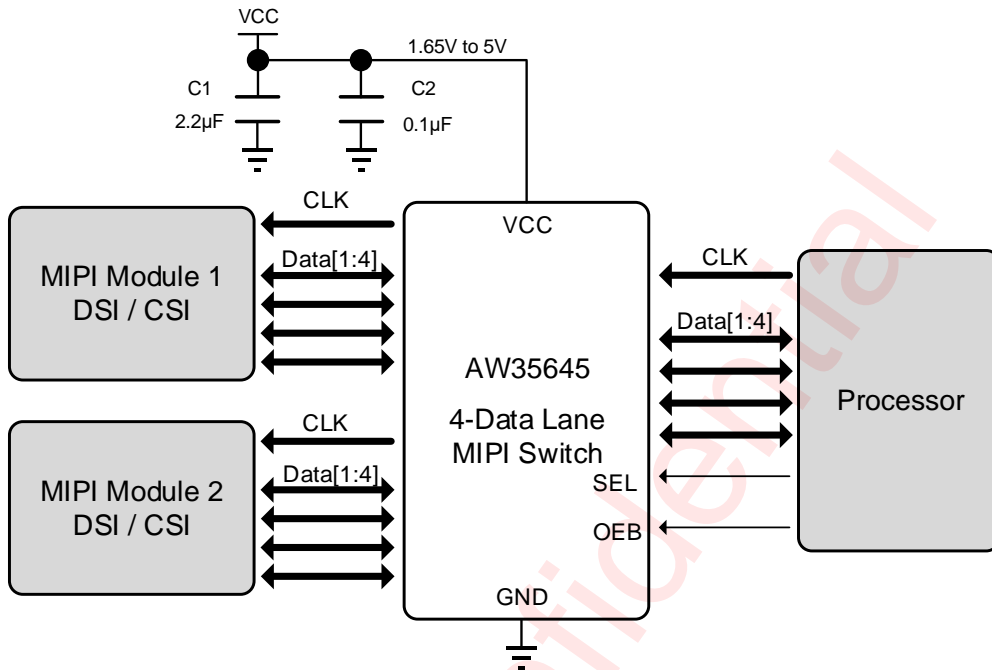 VCC
1.65V to 5V
C1
2.2µF
C2
0.1µF
MIPI Module 1
DSI / CSI
CLK
Data[1:4]
MIPI Module 2
DSI / CSI
CLK
Data[1:4]
VCC
AW35645
4-Data Lane
MIPI Switch
SEL
OEB
GND
CLK
Data[1:4]
Processor